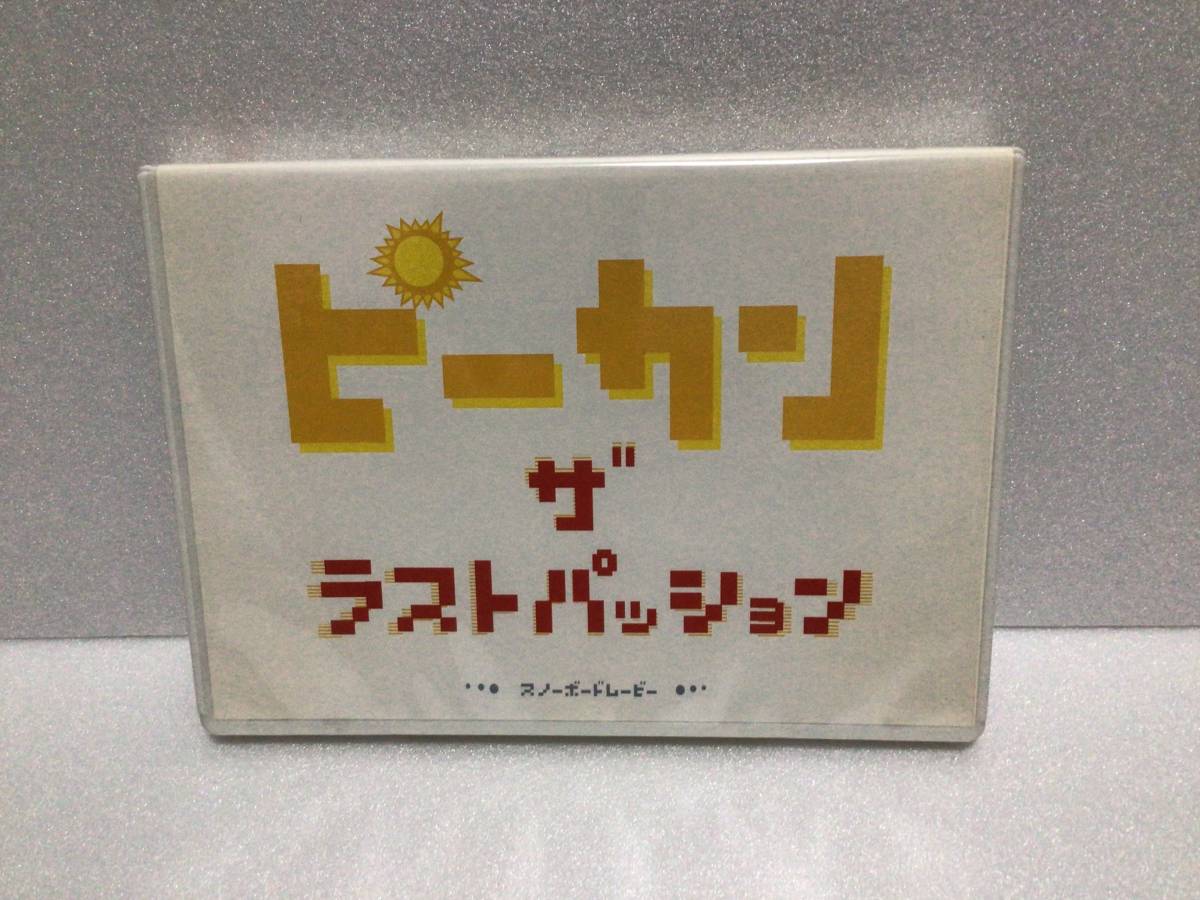 ピーカン
ザ
ラストパッション
スノーボードムービー